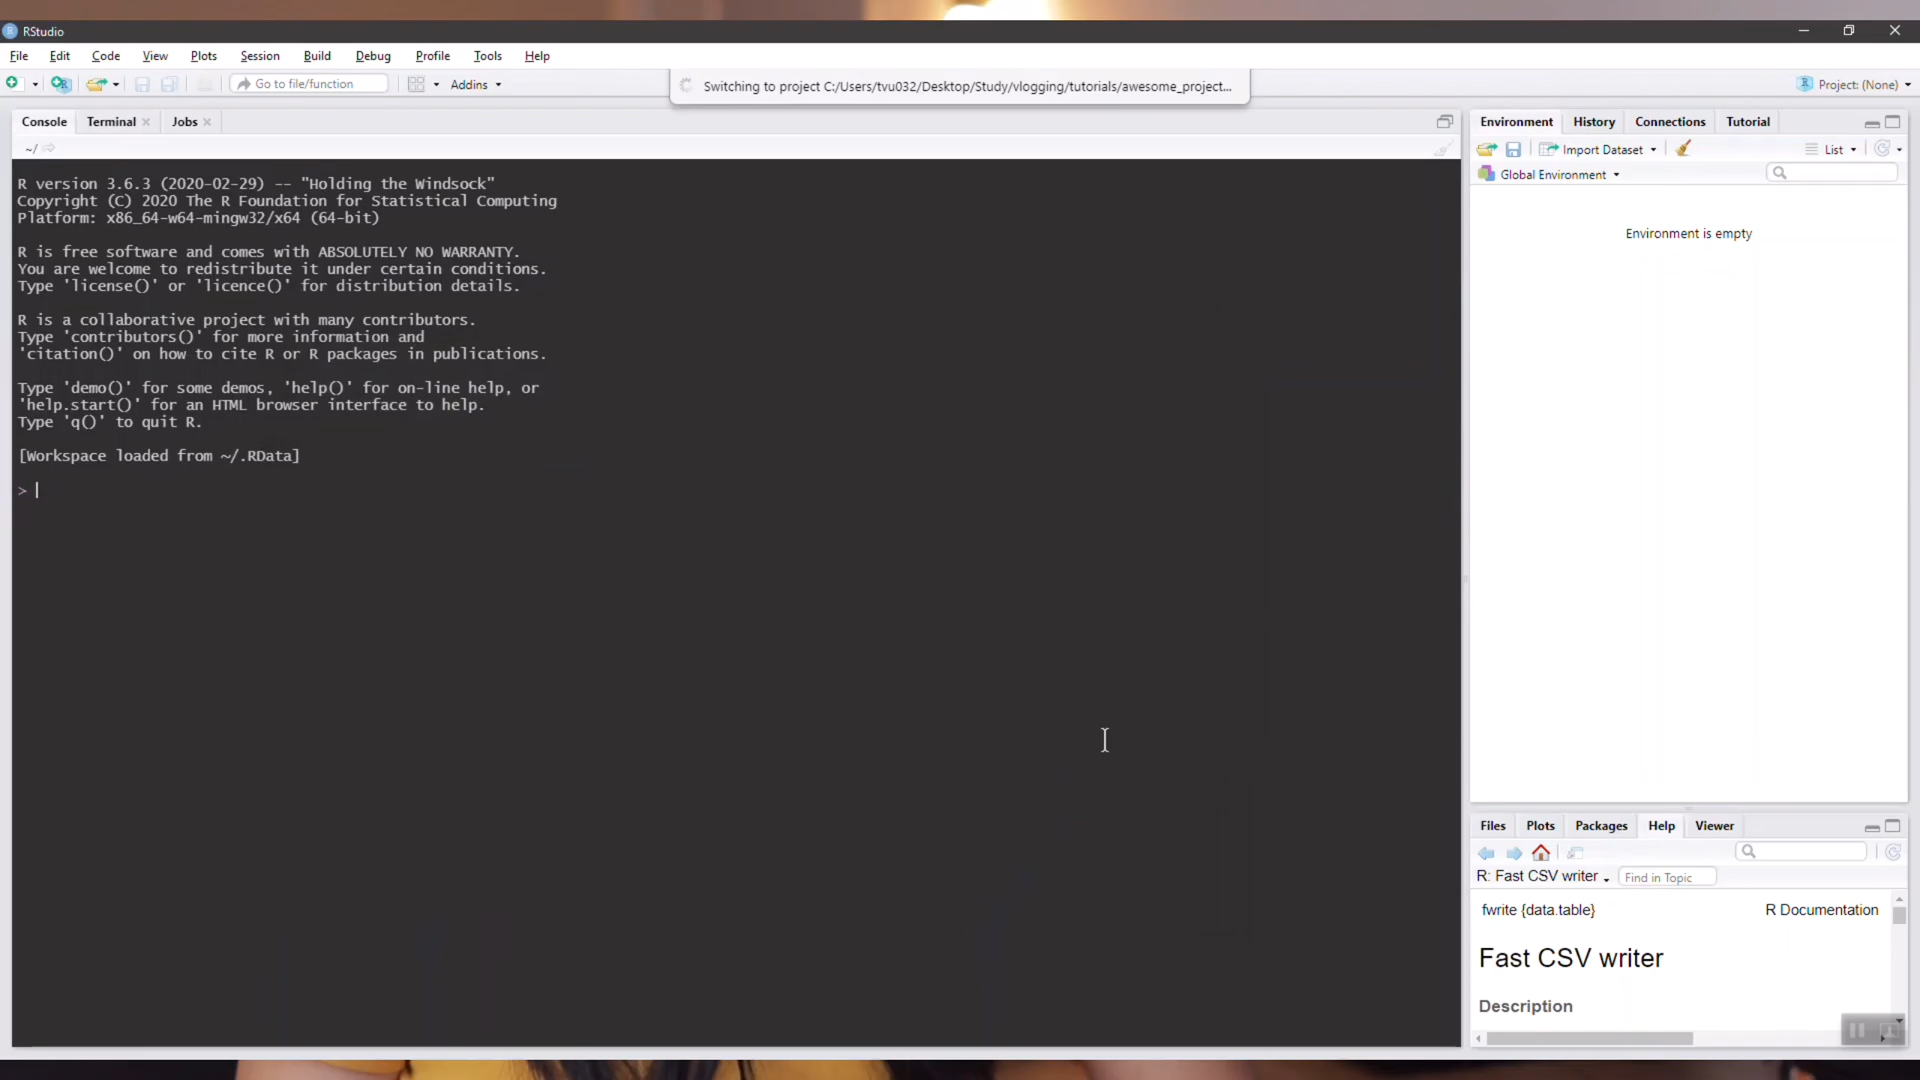 RStudio
File Edit Code View Plots Session Build Debug Profile Tools Help
Go to file/function Addins
Switching to project C:/Users/tvu032/Desktop/Study/vlogging/tutorials/awesome_project...
Project: (None)
Console Terminal Jobs
~/
R version 3.6.3 (2020-02-29) -- "Holding the Windsock"
Copyright (C) 2020 The R Foundation for Statistical Computing
Platform: x86_64-w64-mingw32/x64 (64-bit)
R is free software and comes with ABSOLUTELY NO WARRANTY.
You are welcome to redistribute it under certain conditions.
Type 'license()' or 'licence()' for distribution details.
R is a collaborative project with many contributors.
Type 'contributors()' for more information and
'citation()' on how to cite R or R packages in publications.
Type 'demo()' for some demos, 'help()' for on-line help, or
'help.start()' for an HTML browser interface to help.
Type 'q()' to quit R.
[Workspace loaded from ~/.RData]
>
Environment History Connections Tutorial
Import Dataset List
Global Environment
Environment is empty
Files Plots Packages Help Viewer
R: Fast CSV writer Find in Topic
fwrite {data.table} R Documentation
Fast CSV writer
Description